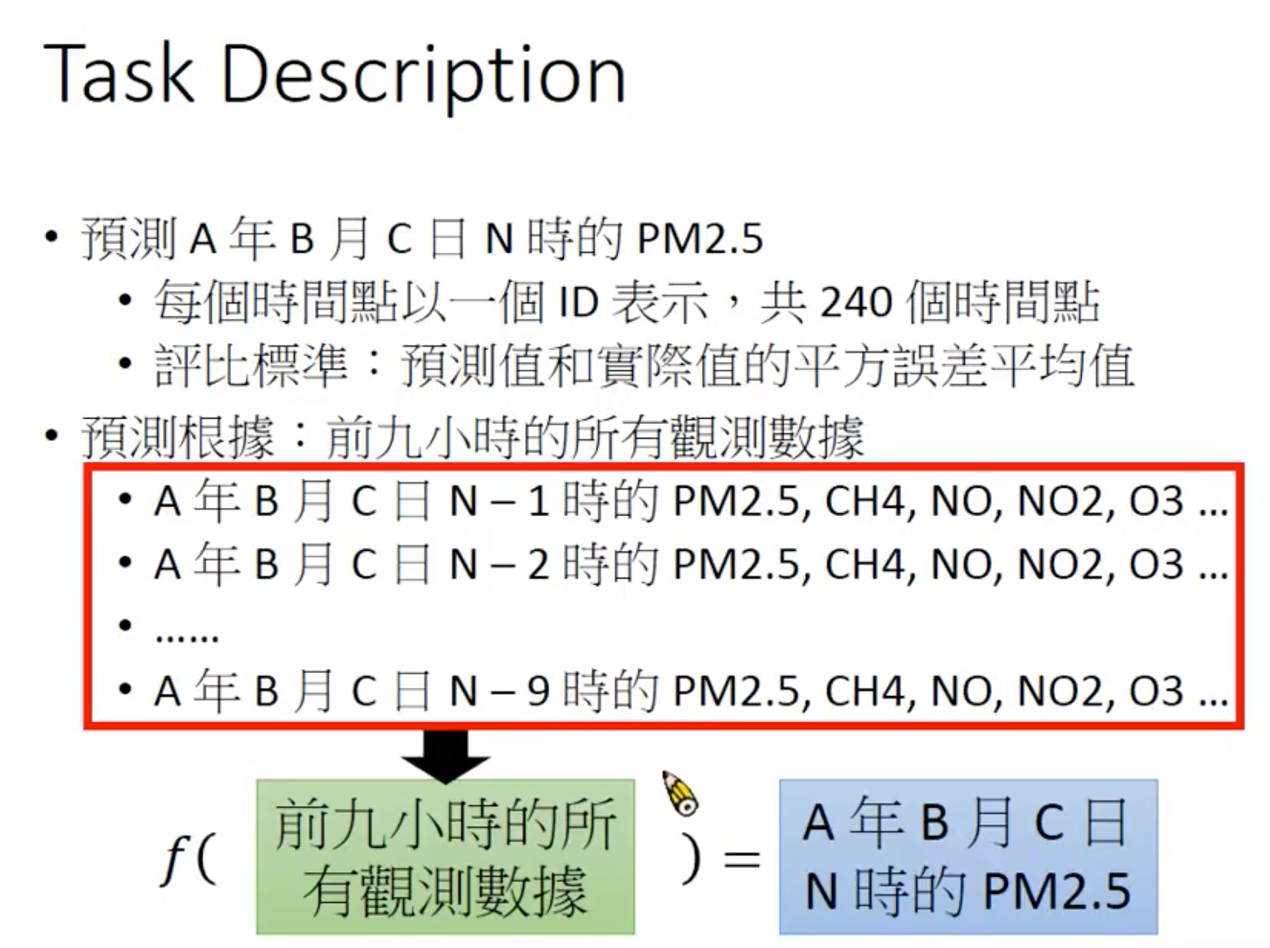 Task Description
• 預測 A 年 B 月 C 日 N 時的 PM2.5
• 每個時間點以一個 ID 表示，共 240 個時間點
• 評比標準：預測值和實際值的平方誤差平均值
• 預測根據：前九小時的所有觀測數據
• A 年 B 月 C 日 N – 1 時的 PM2.5, CH4, NO, NO2, O3 ...
• A 年 B 月 C 日 N – 2 時的 PM2.5, CH4, NO, NO2, O3 ...
• ......
• A 年 B 月 C 日 N – 9 時的 PM2.5, CH4, NO, NO2, O3 ...
f( 前九小時的所
有觀測數據 ) =
A 年 B 月 C 日
N 時的 PM2.5